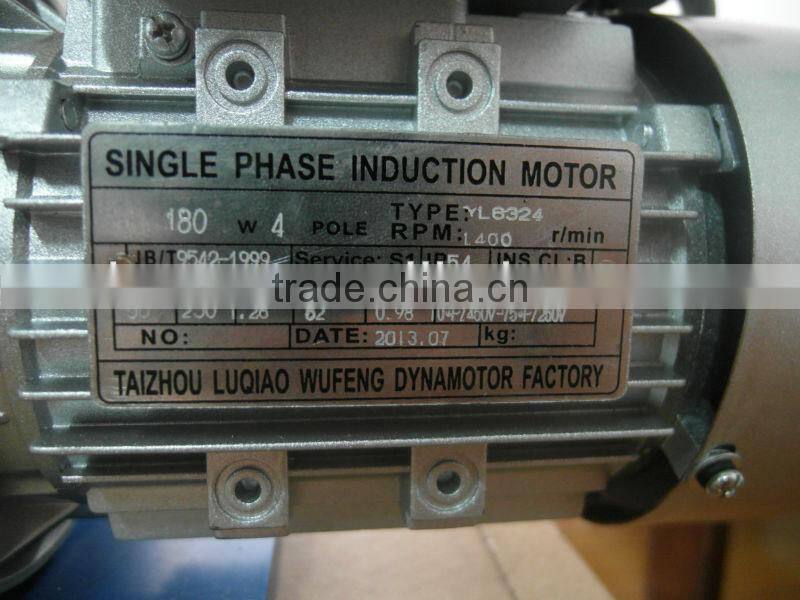 SINGLE PHASE INDUCTION MOTOR
180 W 4 POLE TYPE: YL6324
RPM: 1400 r/min
JB/T9542-1999 Service: S1 IP54 INS.CL:B
trade.china.cn
50 230 1.28 62 0.98
NO: DATE: 2013.07 kg:
TAIZHOU LUQIAO WUFENG DYNAMOTOR FACTORY